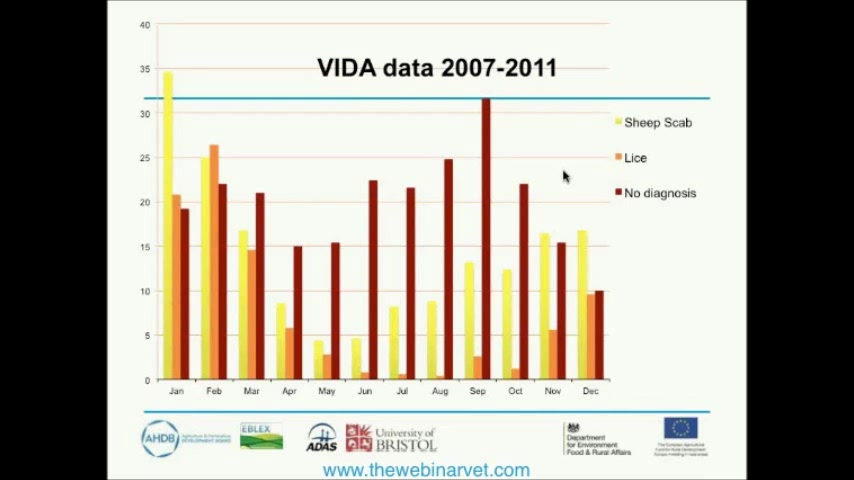 VIDA data 2007-2011
40
35
30
25
20
15
10
5
0
Sheep Scab
Lice
No diagnosis
Jan Feb Mar Apr May Jun Jul Aug Sep Oct Nov Dec
AHDB
EBLEX
ADAS
University of
BRISTOL
Department
for Environment
Food & Rural Affairs
www.thewebinarvet.com